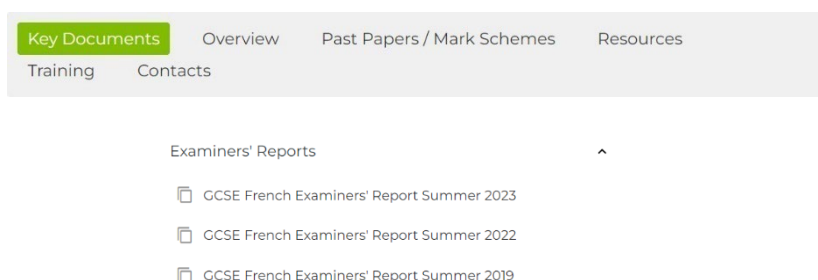 Key Documents Overview Past Papers / Mark Schemes Resources
Training Contacts
Examiners' Reports
GCSE French Examiners' Report Summer 2023
GCSE French Examiners' Report Summer 2022
GCSE French Examiners' Report Summer 2019